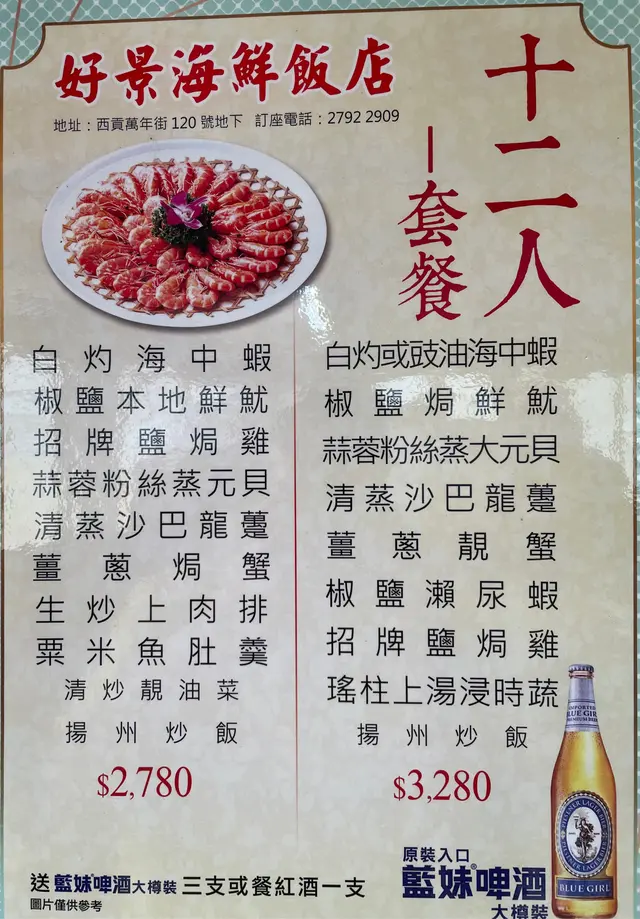 好景海鮮飯店
地址：西貢萬年街120號地下 訂座電話：2792 2909
十二人
套餐
白灼海中蝦
椒鹽本地鮮魷
招牌鹽焗雞
蒜蓉粉絲蒸元貝
清蒸沙巴龍躉
薑蔥焗蟹
生炒上肉排
粟米魚肚羹
清炒靚油菜
揚州炒飯
$2,780
白灼或豉油海中蝦
椒鹽焗鮮魷
蒜蓉粉絲蒸大元貝
清蒸沙巴龍躉
薑蔥靚蟹
椒鹽瀨尿蝦
招牌鹽焗雞
瑤柱上湯浸時蔬
揚州炒飯
$3,280
送藍妹啤酒大樽裝三支或餐紅酒一支
圖片僅供參考
原裝入口
藍妹®啤酒
大樽裝
IMPORTED
BLUE GIRL
PREMIUM BEER
BLUE GIRL